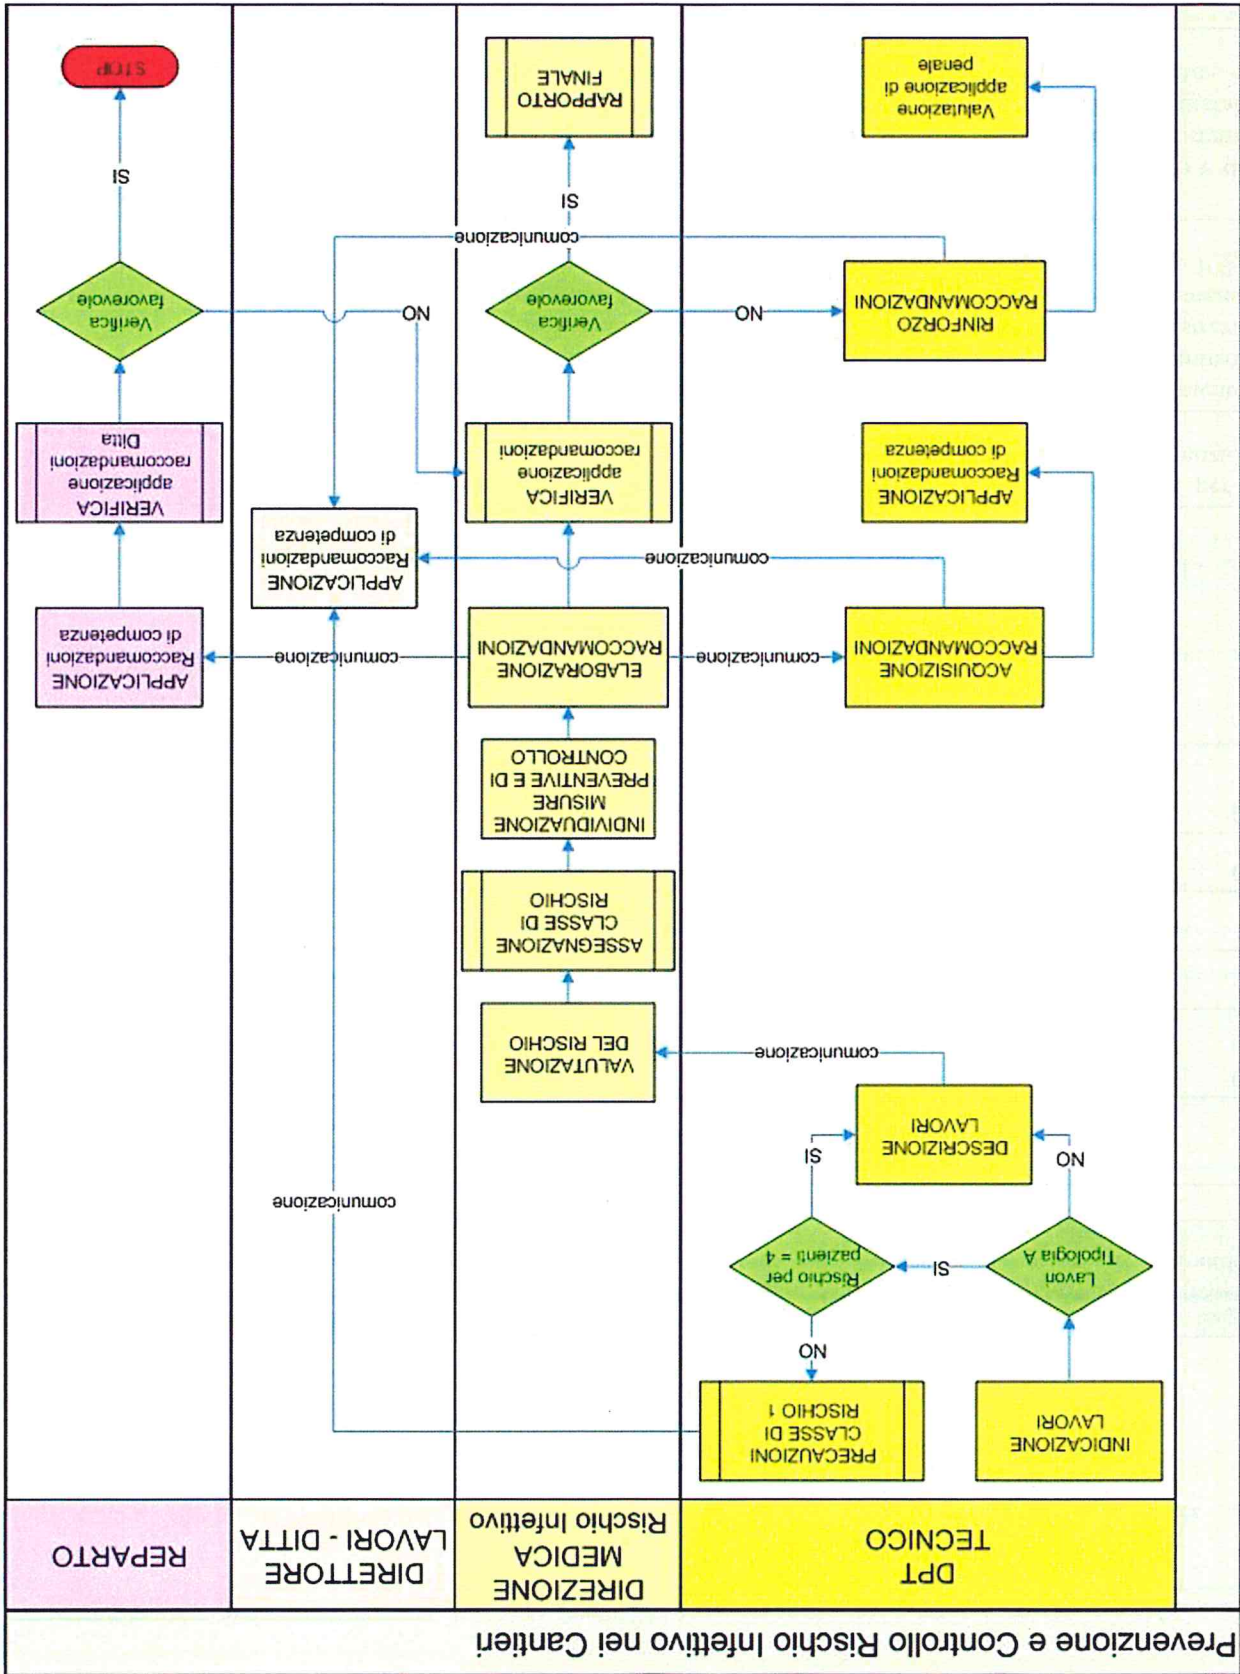 Prevenzione e Controllo Rischio Infettivo nei Cantieri
DPT
TECNICO
DIREZIONE
MEDICA
Rischio Infettivo
DIRETTORE
LAVORI - DITTA
REPARTO
INDICAZIONE
LAVORI
PRECAUZIONI
CLASSE DI
RISCHIO 1
NO
Lavori
Tipologia A
SI
Rischio per
pazienti = 4
comunicazione
NO
SI
DESCRIZIONE
LAVORI
comunicazione
VALUTAZIONE
DEL RISCHIO
ASSEGNAZIONE
CLASSE DI
RISCHIO
INDIVIDUAZIONE
MISURE
PREVENTIVE E DI
CONTROLLO
ACQUISIZIONE
RACCOMANDAZIONI
comunicazione
ELABORAZIONE
RACCOMANDAZIONI
comunicazione
APPLICAZIONE
Raccomandazioni
di competenza
comunicazione
APPLICAZIONE
Raccomandazioni
di competenza
APPLICAZIONE
Raccomandazioni
di competenza
VERIFICA
applicazione
raccomandazioni
VERIFICA
applicazione
raccomandazioni
Ditta
RINFORZO
RACCOMANDAZIONI
NO
Verifica
favorevole
NO
Verifica
favorevole
comunicazione
SI
SI
Valutazione di
applicazione di
penale
RAPPORTO
FINALE
STOP